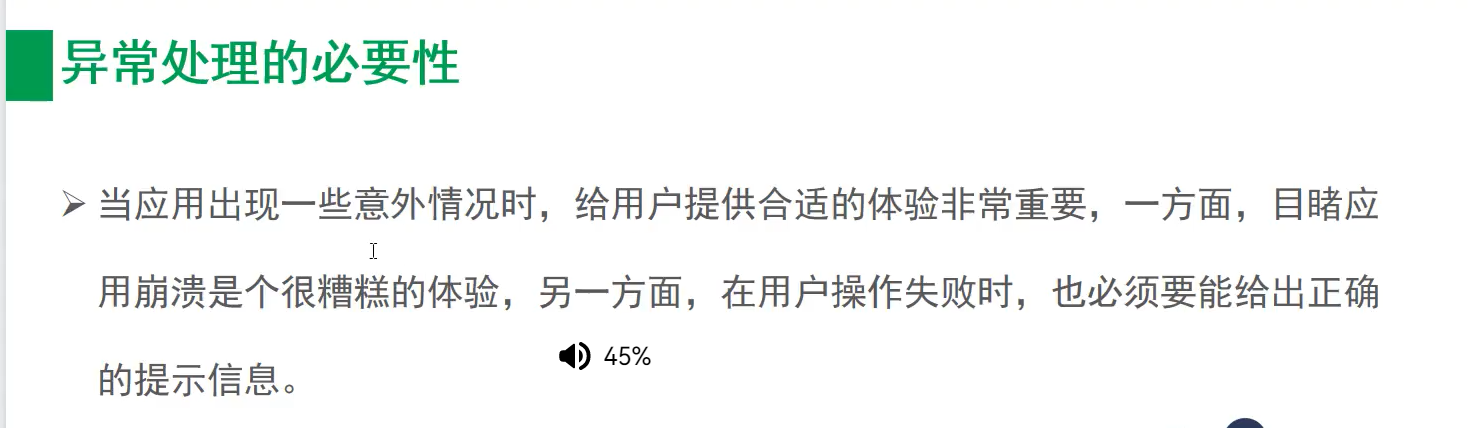 异常处理的必要性
当应用出现一些意外情况时，给用户提供合适的体验非常重要，一方面，目睹应
用崩溃是个很糟糕的体验，另一方面，在用户操作失败时，也必须要能给出正确
45%
的提示信息。